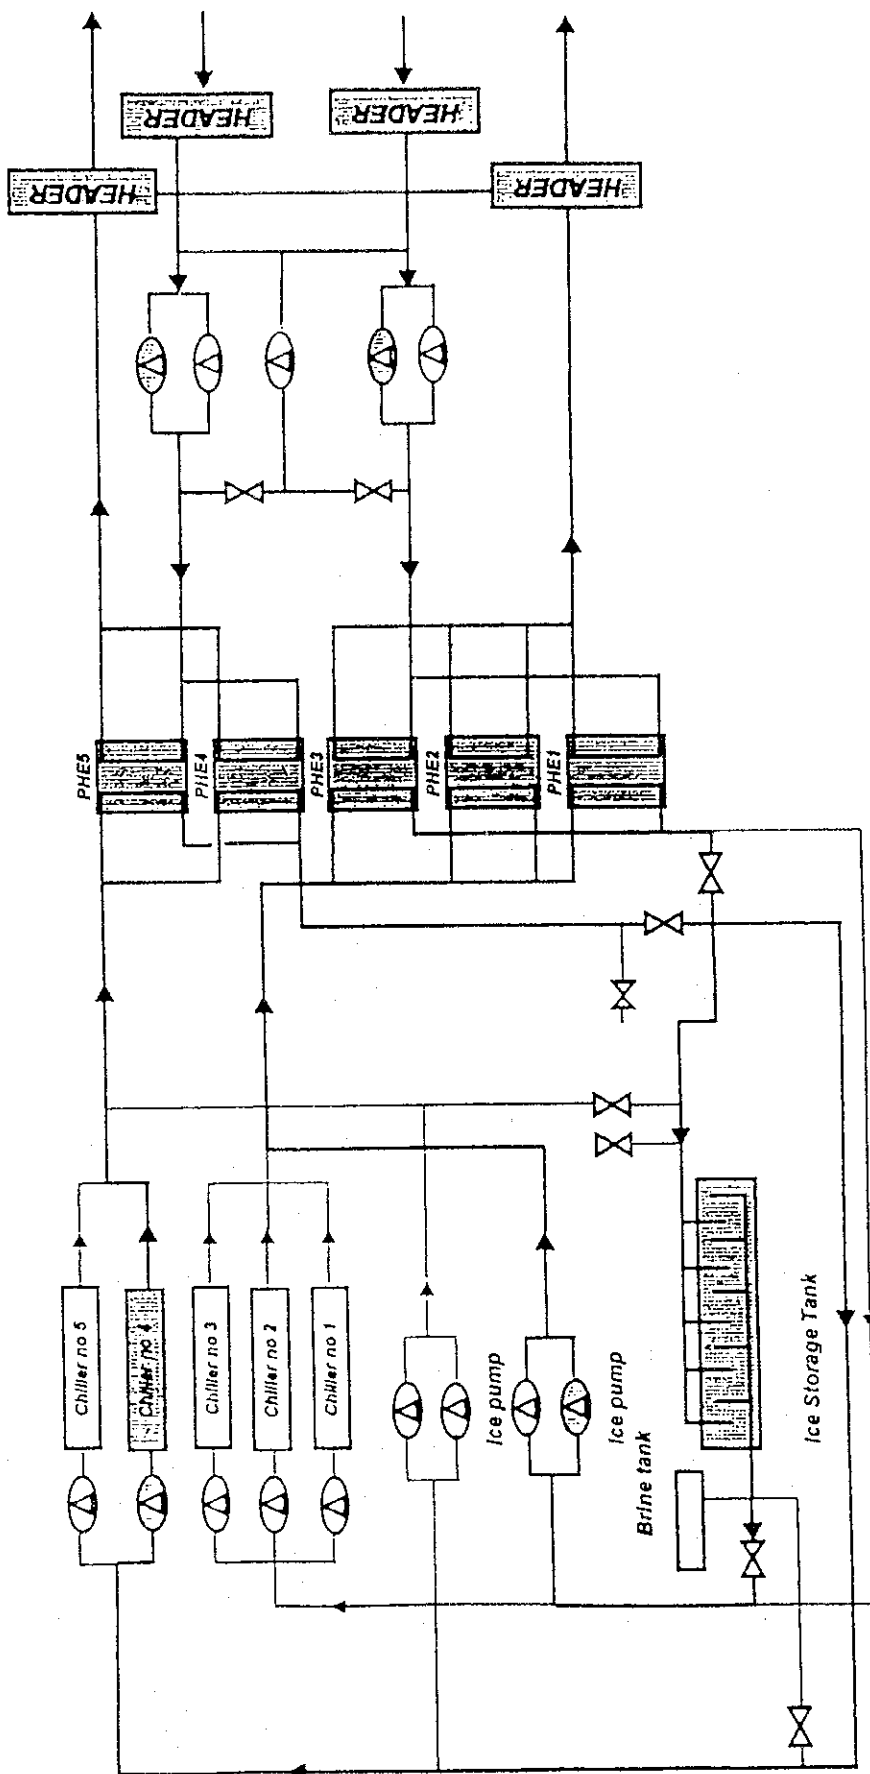 HEADER
HEADER
HEADER
HEADER
PHE5
PHE4
PHE3
PHE2
PHE1
Chiller no 5
Chiller no 4
Chiller no 3
Chiller no 2
Chiller no 1
Ice pump
Ice pump
Brine tank
Ice Storage Tank